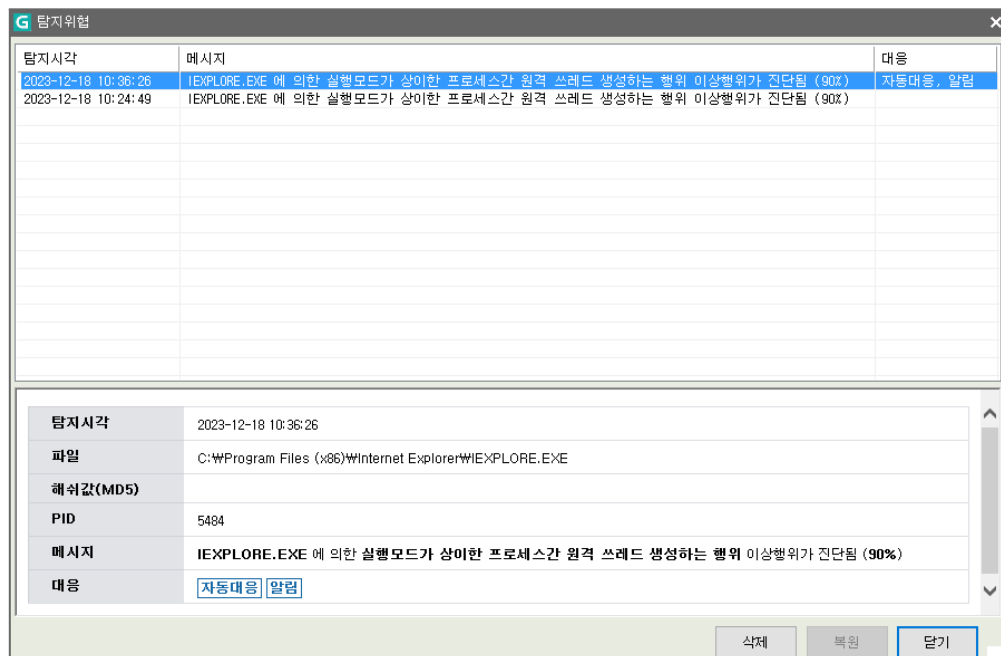 G 탐지위협
탐지시각 메시지 대응
2023-12-18 10:36:26 IEXPLORE.EXE 에 의한 실행모드가 상이한 프로세스간 원격 쓰레드 생성하는 행위 이상행위가 진단됨 (90%) 자동대응, 알림
2023-12-18 10:24:49 IEXPLORE.EXE 에 의한 실행모드가 상이한 프로세스간 원격 쓰레드 생성하는 행위 이상행위가 진단됨 (90%)
탐지시각 2023-12-18 10:36:26
파일 C:₩Program Files (x86)₩Internet Explorer₩IEXPLORE.EXE
해쉬값(MD5)
PID 5484
메시지 IEXPLORE.EXE 에 의한 실행모드가 상이한 프로세스간 원격 쓰레드 생성하는 행위 이상행위가 진단됨 (90%)
대응 자동대응 알림
삭제 복원 닫기